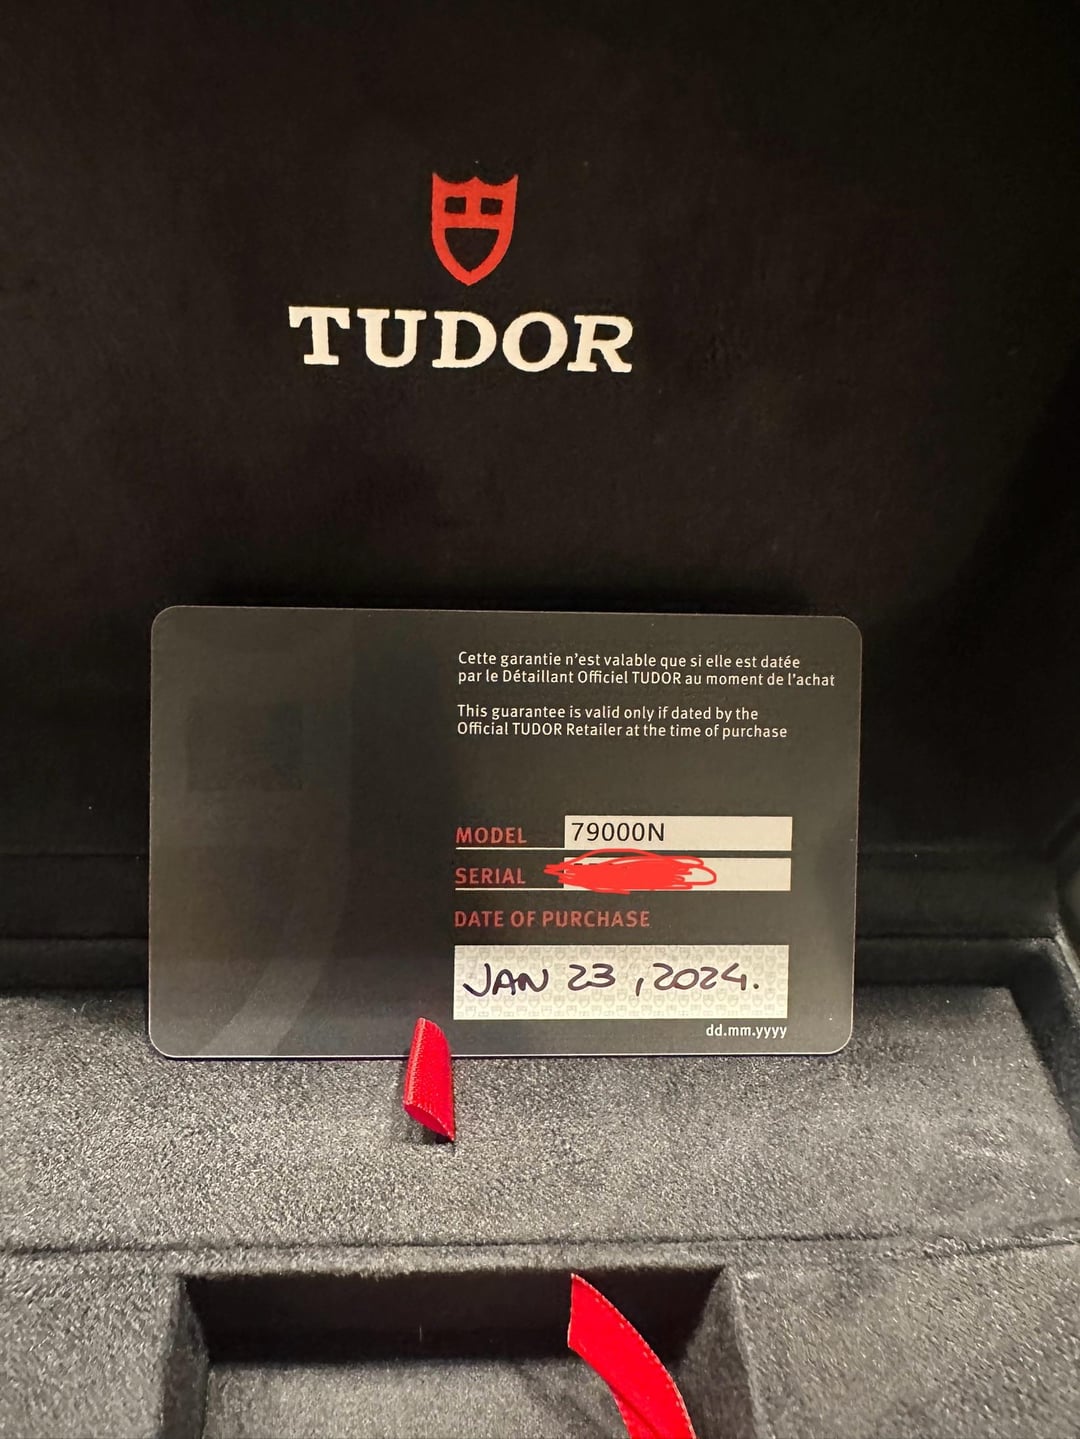 TUDOR
Cette garantie n'est valable que si elle est datée
par le Détaillant Officiel TUDOR au moment de l'achat
This guarantee is valid only if dated by the
Official TUDOR Retailer at the time of purchase
MODEL 79000N
SERIAL
DATE OF PURCHASE
JAN 23, 2024.
dd.mm.yyyy